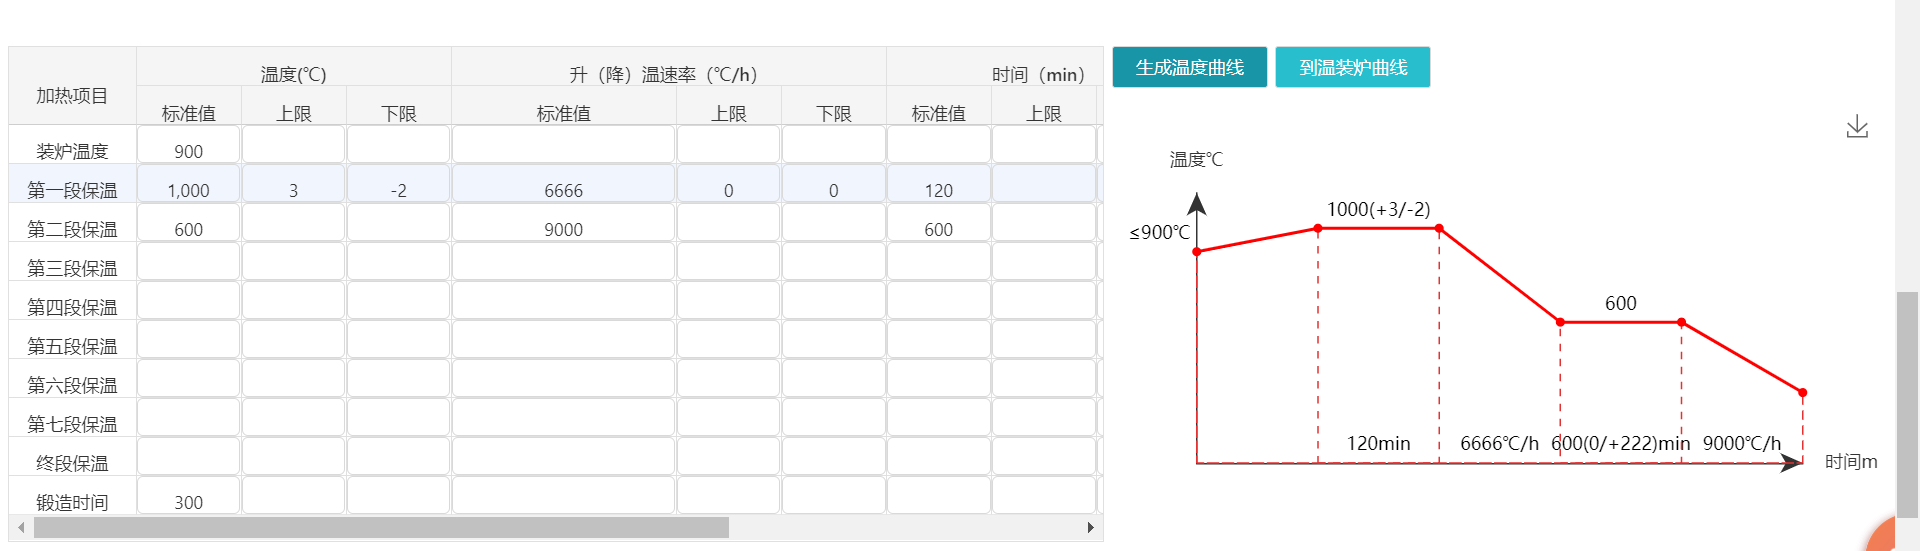 加热项目 温度(℃) 升（降）温速率（℃/h） 时间（min）
标准值 上限 下限 标准值 上限 下限 标准值 上限
装炉温度 900
第一段保温 1,000 3 -2 6666 0 0 120
第二段保温 600 9000 600
第三段保温
第四段保温
第五段保温
第六段保温
第七段保温
终段保温
锻造时间 300
生成温度曲线 到温装炉曲线
温度℃
1000(+3/-2)
≤900℃
600
120min 6666℃/h 600(0/+222)min 9000℃/h
时间m